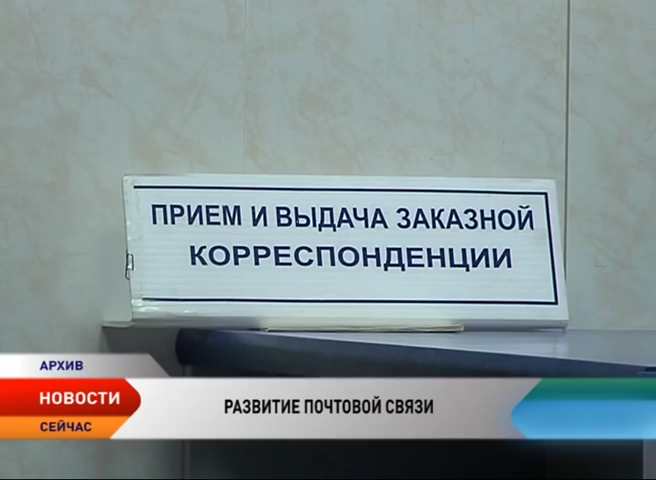 ПРИЕМ И ВЫДАЧА ЗАКАЗНОЙ
КОРРЕСПОНДЕНЦИИ
АРХИВ
НОВОСТИ
РАЗВИТИЕ ПОЧТОВОЙ СВЯЗИ
СЕЙЧАС